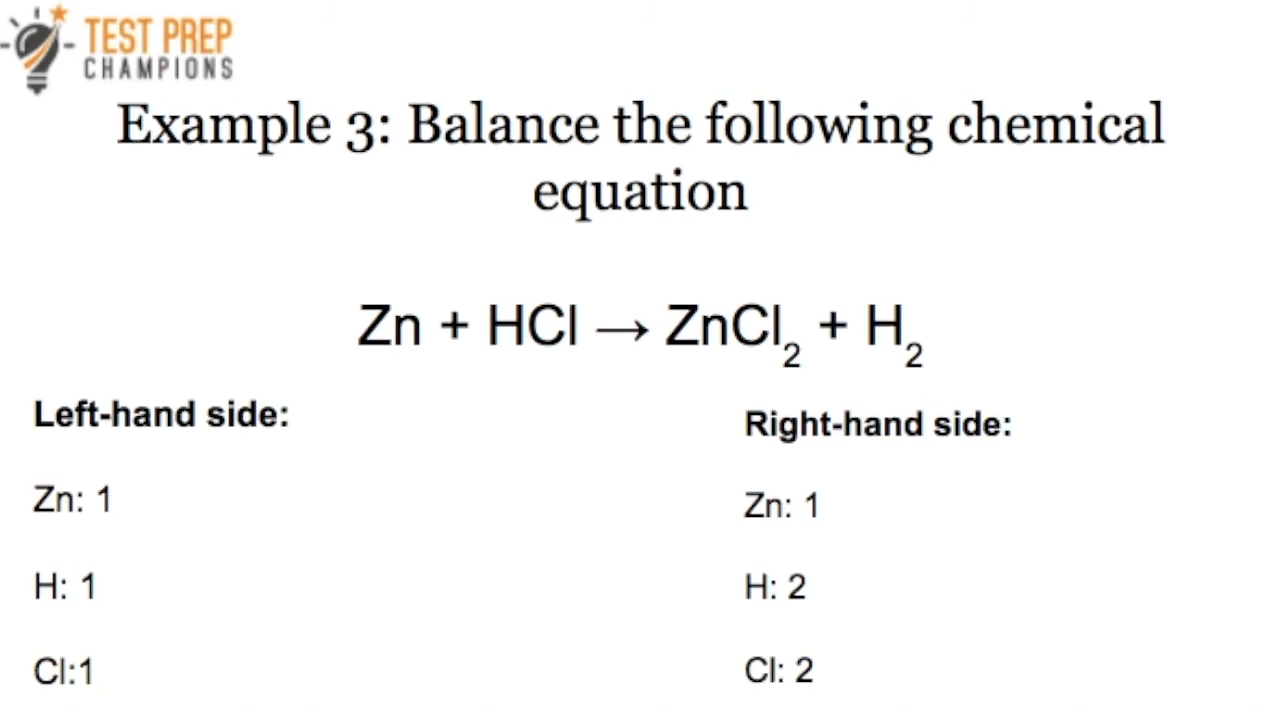 TEST PREP
CHAMPIONS
Example 3: Balance the following chemical
equation
Zn + HCl → ZnCl₂ + H₂
Left-hand side:
Right-hand side:
Zn: 1
Zn: 1
H: 1
H: 2
Cl:1
Cl: 2